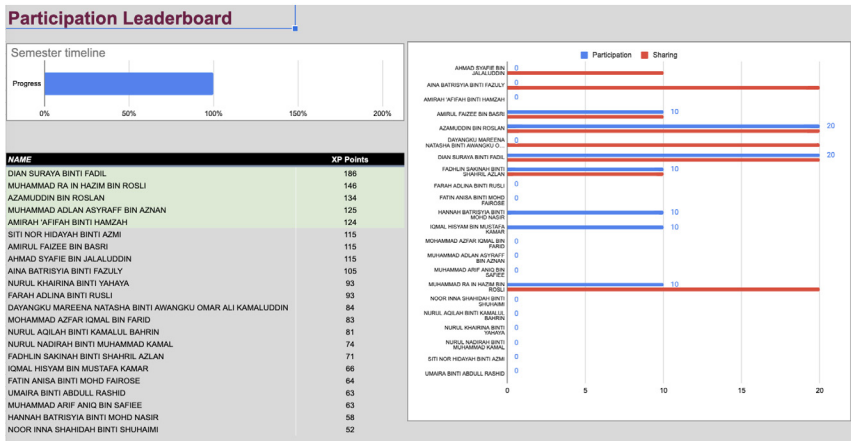 Participation Leaderboard
Semester timeline
Progress
0%
50%
100%
150%
200%
NAME XP Points
DIAN SURAYA BINTI FADIL 186
MUHAMMAD RA IN HAZIM BIN ROSLI 146
AZAMUDDIN BIN ROSLAN 134
MUHAMMAD ADLAN ASYRAFF BIN AZNAN 125
AMIRAH 'AFIFAH BINTI HAMZAH 124
SITI NOR HIDAYAH BINTI AZMI 115
AMIRUL FAIZEE BIN BASRI 115
AHMAD SYAFIE BIN JALALUDDIN 115
AINA BATRISYIA BINTI FAZULY 105
NURUL KHAIRINA BINTI YAHAYA 93
FARAH ADLINA BINTI RUSLI 93
DAYANGKU MAREENA NATASHA BINTI AWANGKU OMAR ALI KAMALUDDIN 84
MOHAMMAD AZFAR IQMAL BIN FARID 83
NURUL AQILAH BINTI KAMALUL BAHRIN 81
NURUL NADIRAH BINTI MUHAMMAD KAMAL 74
FADHLIN SAKINAH BINTI SHAHRIL AZLAN 71
IQMAL HISYAM BIN MUSTAFA KAMAR 66
FATIN ANISA BINTI MOHD FAIROSE 64
UMAIRA BINTI ABDULL RASHID 63
MUHAMMAD ARIF ANIQ BIN SAFIEE 63
HANNAH BATRISYIA BINTI MOHD NASIR 58
NOOR INNA SHAHIDAH BINTI SHUHAIMI 52
Participation Sharing
AHMAD SYAFIE BIN
JALALUDDIN 0
AINA BATRISYIA BINTI FAZULY 0
AMIRAH 'AFIFAH BINTI HAMZAH 0
AMIRUL FAIZEE BIN BASRI 10
AZAMUDDIN BIN ROSLAN 20
DAYANGKU MAREENA
NATASHA BINTI AWANGKU O... 0
DIAN SURAYA BINTI FADIL 20
FADHLIN SAKINAH BINTI
SHAHRIL AZLAN 10
FARAH ADLINA BINTI RUSLI 0
FATIN ANISA BINTI MOHD
FAIROSE 0
HANNAH BATRISYIA BINTI
MOHD NASIR 10
IQMAL HISYAM BIN MUSTAFA
KAMAR 10
MOHAMMAD AZFAR IQMAL BIN
FARID 0
MUHAMMAD ADLAN ASYRAFF
BIN AZNAN 0
MUHAMMAD ARIF ANIQ BIN
SAFIEE 0
MUHAMMAD RA IN HAZIM BIN
ROSLI 10
NOOR INNA SHAHIDAH BINTI
SHUHAIMI 0
NURUL AQILAH BINTI KAMALUL
BAHRIN 0
NURUL KHAIRINA BINTI
YAHAYA 0
NURUL NADIRAH BINTI
MUHAMMAD KAMAL 0
SITI NOR HIDAYAH BINTI AZMI 0
UMAIRA BINTI ABDULL RASHID 0
0
5
10
15
20